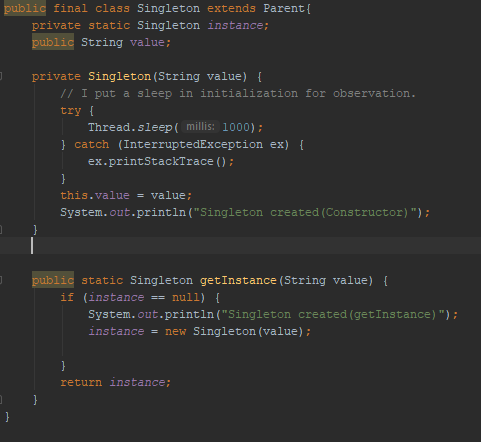 public final class Singleton extends Parent{
    private static Singleton instance;
    public String value;

    private Singleton(String value) {
        // I put a sleep in initialization for observation.
        try {
            Thread.sleep( millis: 1000);
        } catch (InterruptedException ex) {
            ex.printStackTrace();
        }
        this.value = value;
        System.out.println("Singleton created(Constructor)");
    }

    public static Singleton getInstance(String value) {
        if (instance == null) {
            System.out.println("Singleton created(getInstance)");
            instance = new Singleton(value);

        }
        return instance;
    }
}